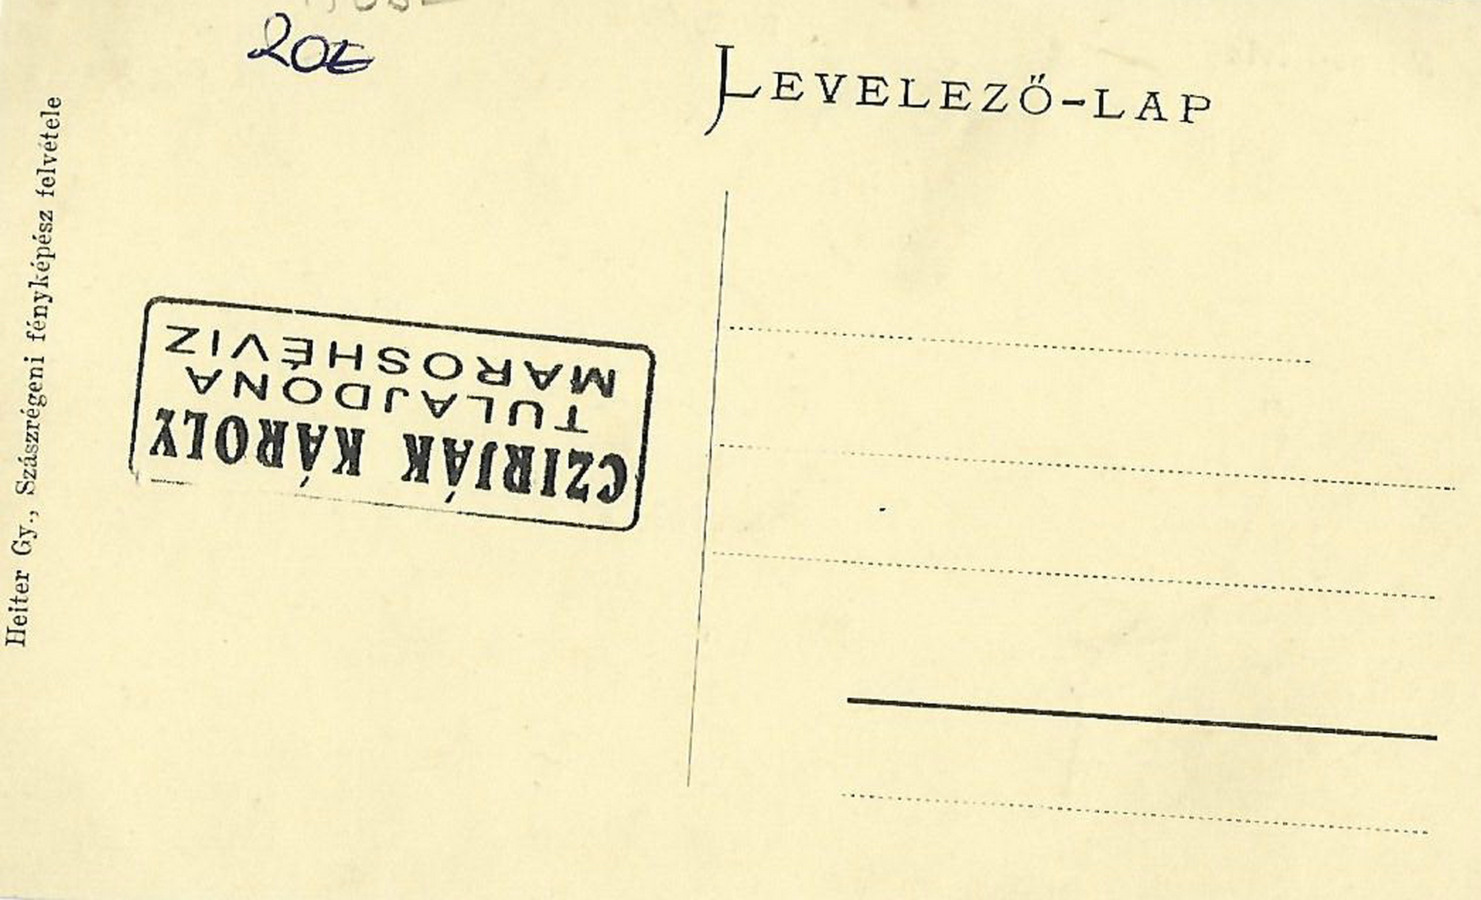 20E
LEVELEZŐ-LAP
Heiter Gy., Szászrégeni fényképész felvétele
CZIRJÁK KÁROLY
TULAJDONA
MAROSHÉVIZ